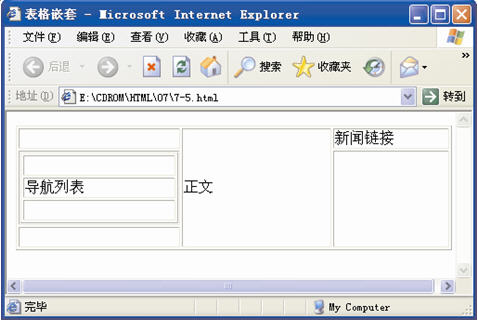 表格嵌套 - Microsoft Internet Explorer
文件(F) 编辑(E) 查看(V) 收藏(A) 工具(T) 帮助(H)
后退 搜索 收藏夹 »
地址(D) E:\CDROM\HTML\07\7-5.html 转到
新闻链接
导航列表 正文
完毕 My Computer